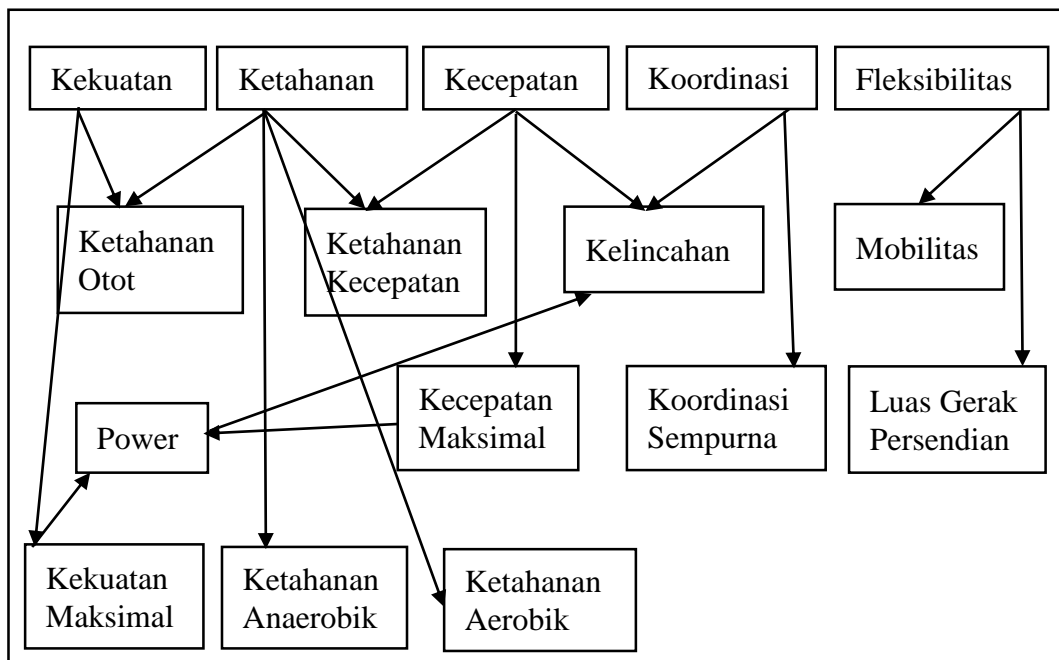 Kekuatan
Ketahanan
Kecepatan
Koordinasi
Fleksibilitas
Ketahanan
Otot
Ketahanan
Kecepatan
Kelincahan
Mobilitas
Power
Kecepatan
Maksimal
Koordinasi
Sempurna
Luas Gerak
Persendian
Kekuatan
Maksimal
Ketahanan
Anaerobik
Ketahanan
Aerobik